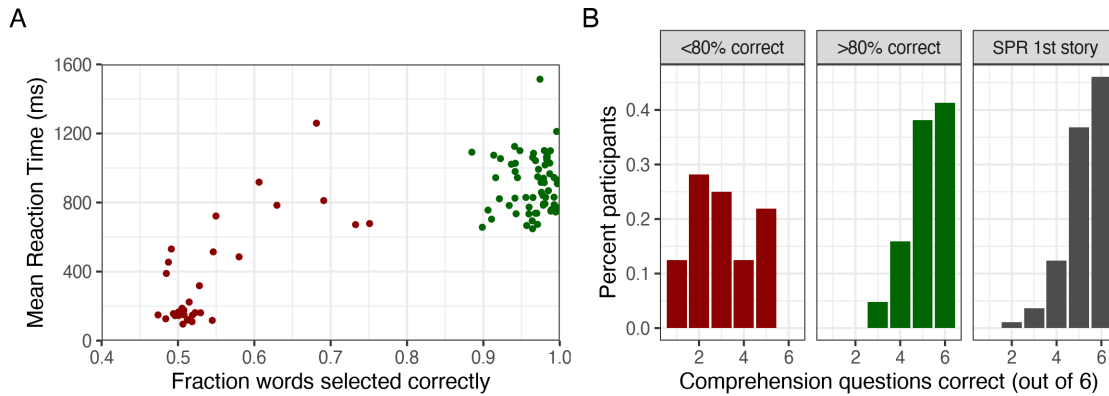 A
Mean Reaction Time (ms)
1600
1200
800
400
0
0.4 0.5 0.6 0.7 0.8 0.9 1.0
Fraction words selected correctly
B
<80% correct >80% correct SPR 1st story
Percent participants
0.4
0.3
0.2
0.1
0.0
2 4 6 2 4 6 2 4 6
Comprehension questions correct (out of 6)